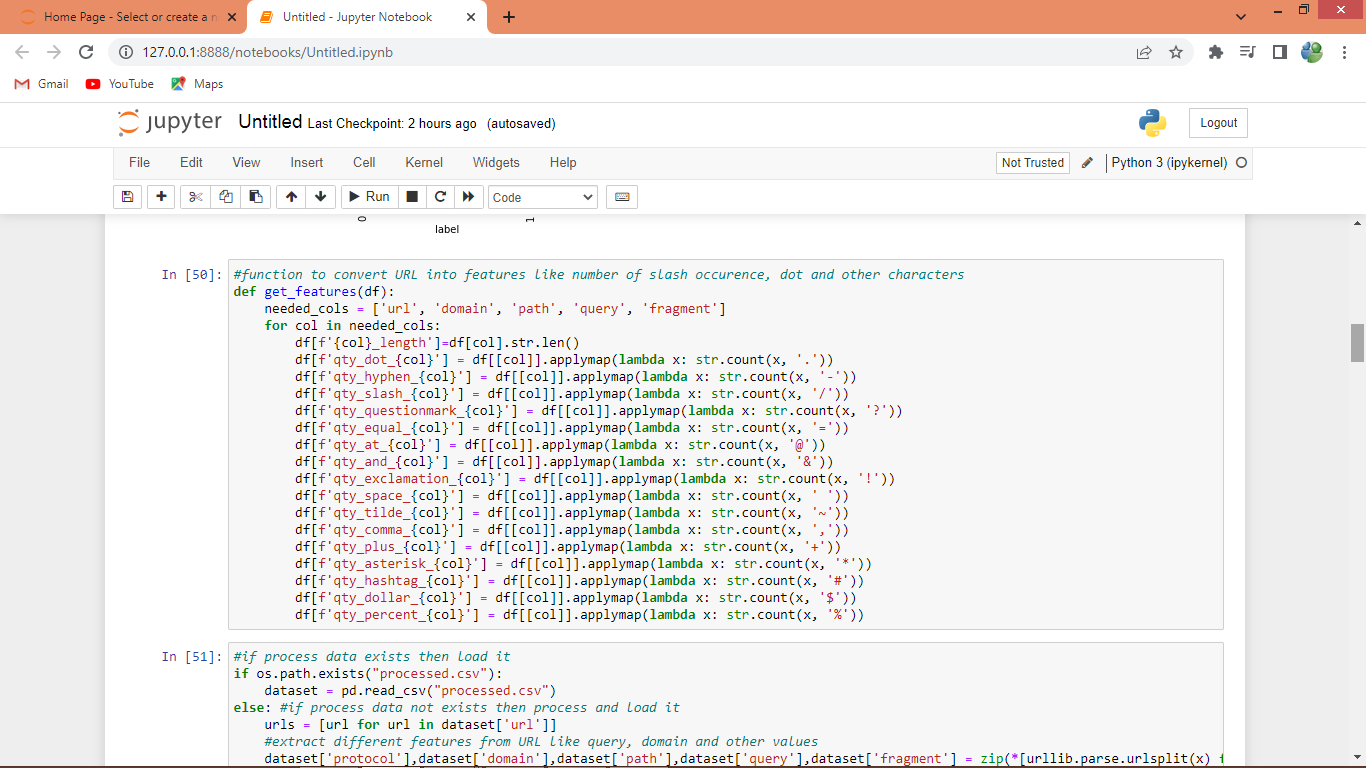 Home Page - Select or create a n
Untitled - Jupyter Notebook
127.0.0.1:8888/notebooks/Untitled.ipynb
Gmail YouTube Maps
jupyter Untitled Last Checkpoint: 2 hours ago (autosaved)
Logout
File Edit View Insert Cell Kernel Widgets Help
Not Trusted
Python 3 (ipykernel)
Run
Code
0 1
label
In [50]: #function to convert URL into features like number of slash occurence, dot and other characters
def get_features(df):
    needed_cols = ['url', 'domain', 'path', 'query', 'fragment']
    for col in needed_cols:
        df[f'{col}_length']=df[col].str.len()
        df[f'qty_dot_{col}'] = df[[col]].applymap(lambda x: str.count(x, '.'))
        df[f'qty_hyphen_{col}'] = df[[col]].applymap(lambda x: str.count(x, '-'))
        df[f'qty_slash_{col}'] = df[[col]].applymap(lambda x: str.count(x, '/'))
        df[f'qty_questionmark_{col}'] = df[[col]].applymap(lambda x: str.count(x, '?'))
        df[f'qty_equal_{col}'] = df[[col]].applymap(lambda x: str.count(x, '='))
        df[f'qty_at_{col}'] = df[[col]].applymap(lambda x: str.count(x, '@'))
        df[f'qty_and_{col}'] = df[[col]].applymap(lambda x: str.count(x, '&'))
        df[f'qty_exclamation_{col}'] = df[[col]].applymap(lambda x: str.count(x, '!'))
        df[f'qty_space_{col}'] = df[[col]].applymap(lambda x: str.count(x, ' '))
        df[f'qty_tilde_{col}'] = df[[col]].applymap(lambda x: str.count(x, '~'))
        df[f'qty_comma_{col}'] = df[[col]].applymap(lambda x: str.count(x, ','))
        df[f'qty_plus_{col}'] = df[[col]].applymap(lambda x: str.count(x, '+'))
        df[f'qty_asterisk_{col}'] = df[[col]].applymap(lambda x: str.count(x, '*'))
        df[f'qty_hashtag_{col}'] = df[[col]].applymap(lambda x: str.count(x, '#'))
        df[f'qty_dollar_{col}'] = df[[col]].applymap(lambda x: str.count(x, '$'))
        df[f'qty_percent_{col}'] = df[[col]].applymap(lambda x: str.count(x, '%'))
In [51]: #if process data exists then load it
if os.path.exists("processed.csv"):
    dataset = pd.read_csv("processed.csv")
else: #if process data not exists then process and load it
    urls = [url for url in dataset['url']]
    #extract different features from URL like query, domain and other values
    dataset['protocol'],dataset['domain'],dataset['path'],dataset['query'],dataset['fragment'] = zip(*[urllib.parse.urlsplit(x) f